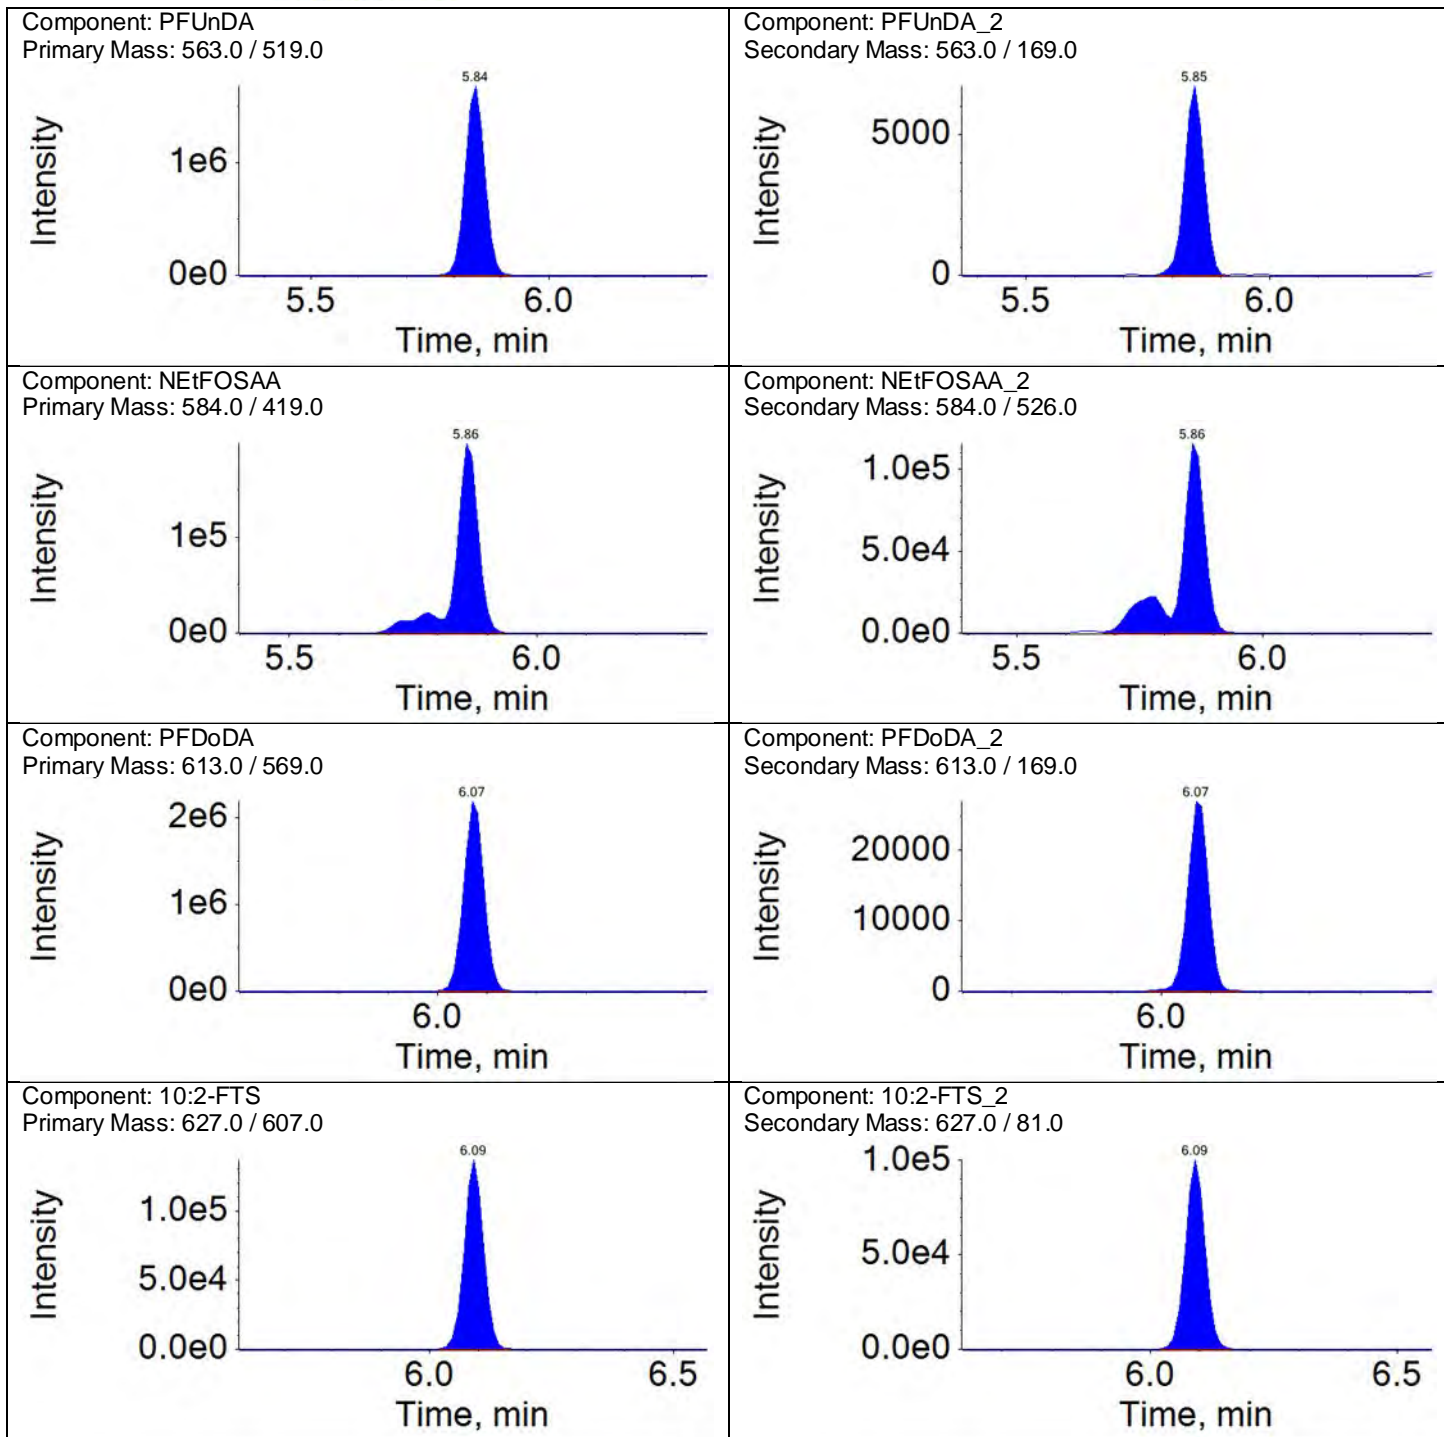 Component: PFUnDA
Primary Mass: 563.0 / 519.0
5.84
Intensity
1e6
0e0
5.5
6.0
Time, min
Component: PFUnDA_2
Secondary Mass: 563.0 / 169.0
5.85
Intensity
5000
0
5.5
6.0
Time, min
Component: NEtFOSAA
Primary Mass: 584.0 / 419.0
5.86
Intensity
1e5
0e0
5.5
6.0
Time, min
Component: NEtFOSAA_2
Secondary Mass: 584.0 / 526.0
5.86
Intensity
1.0e5
5.0e4
0.0e0
5.5
6.0
Time, min
Component: PFDoDA
Primary Mass: 613.0 / 569.0
6.07
Intensity
2e6
1e6
0e0
6.0
Time, min
Component: PFDoDA_2
Secondary Mass: 613.0 / 169.0
6.07
Intensity
20000
10000
0
6.0
Time, min
Component: 10:2-FTS
Primary Mass: 627.0 / 607.0
6.09
Intensity
1.0e5
5.0e4
0.0e0
6.0
6.5
Time, min
Component: 10:2-FTS_2
Secondary Mass: 627.0 / 81.0
6.09
Intensity
1.0e5
5.0e4
0.0e0
6.0
6.5
Time, min